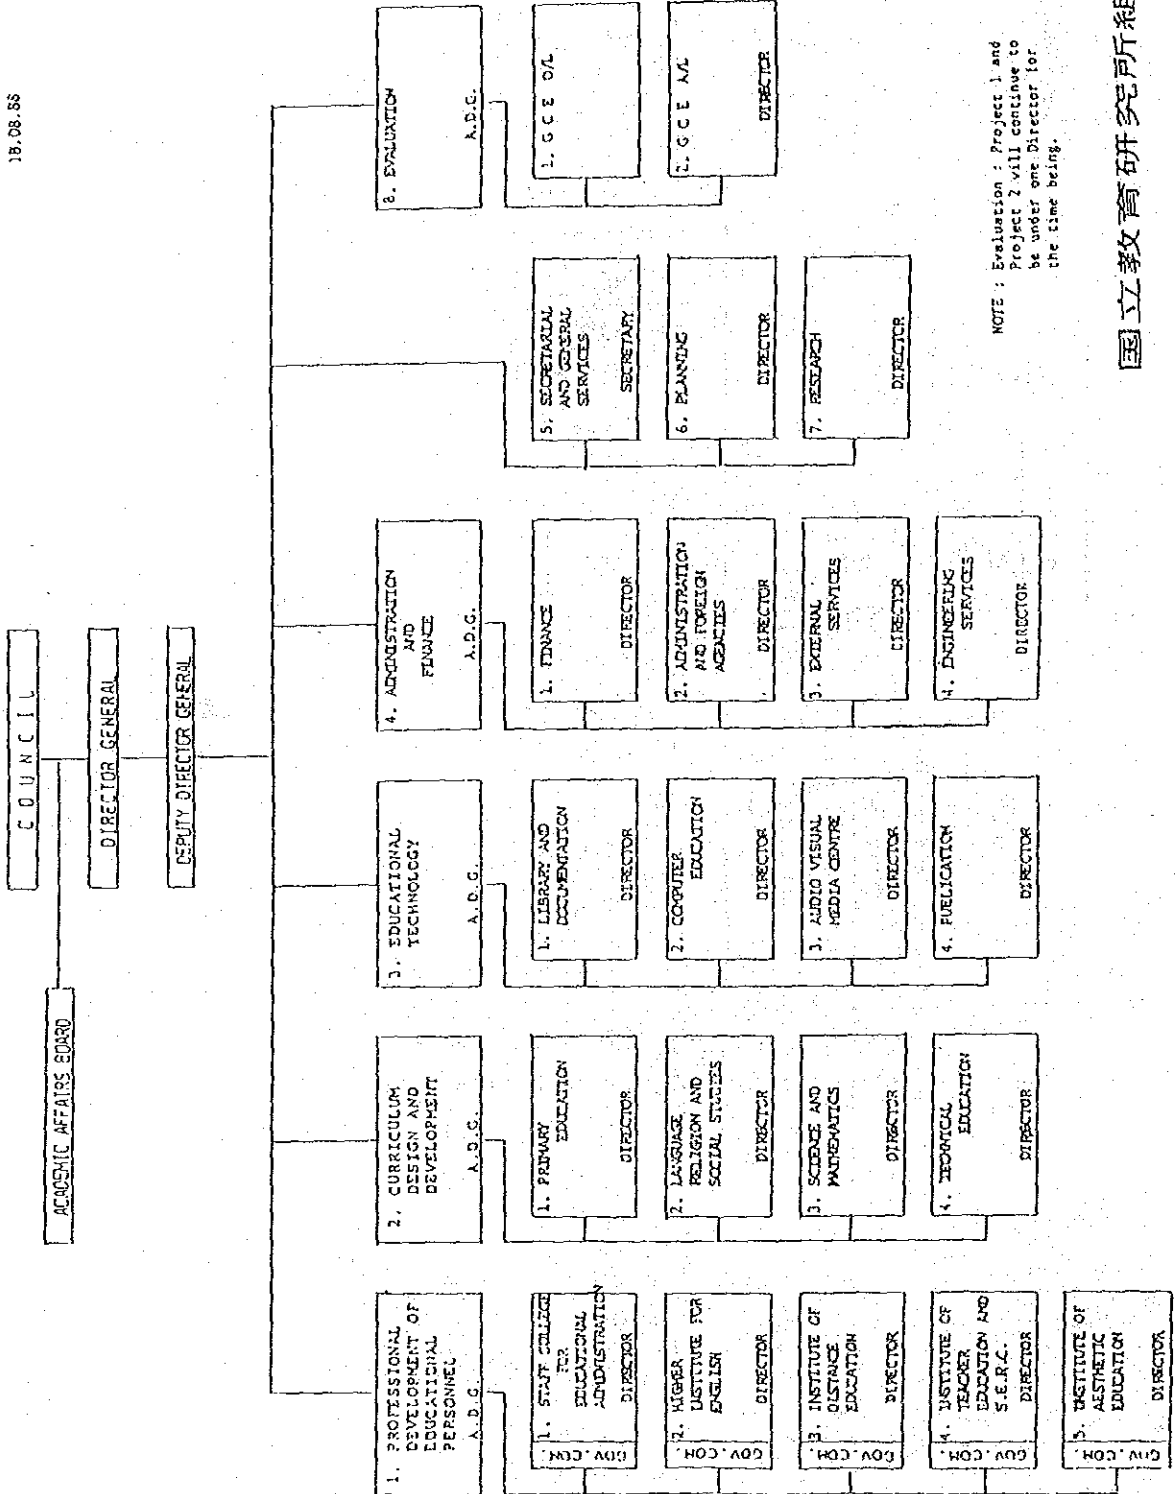 18.08.88
C O U N C I L
ACADEMIC AFFAIRS BOARD
DIRECTOR GENERAL
DEPUTY DIRECTOR GENERAL
1. PROFESSIONAL
DEVELOPMENT OF
EDUCATIONAL
PERSONNEL
A.D.G.
GOV.COM.
1. STAFF COLLEGE
FOR
EDUCATIONAL
ADMINISTRATION
DIRECTOR
GOV.COM.
2. HIGHER
INSTITUTE FOR
ENGLISH
DIRECTOR
GOV.COM.
3. INSTITUTE OF
DISTANCE
EDUCATION
DIRECTOR
GOV.COM.
4. INSTITUTE OF
TEACHER
EDUCATION AND
S.E.R.C.
DIRECTOR
GOV.COM.
5. INSTITUTE OF
AESTHETIC
EDUCATION
DIRECTOR
2. CURRICULUM
DESIGN AND
DEVELOPMENT
A.D.G.
1. PRIMARY
EDUCATION
DIRECTOR
2. LANGUAGE
RELIGION AND
SOCIAL STUDIES
DIRECTOR
3. SCIENCE AND
MATHEMATICS
DIRECTOR
4. TECHNICAL
EDUCATION
DIRECTOR
3. EDUCATIONAL
TECHNOLOGY
A.D.G.
1. LIBRARY AND
DOCUMENTATION
DIRECTOR
2. COMPUTER
EDUCATION
DIRECTOR
3. AUDIO VISUAL
MEDIA CENTRE
DIRECTOR
4. PUBLICATION
DIRECTOR
4. ADMINISTRATION
AND
FINANCE
A.D.G.
1. FINANCE
DIRECTOR
2. ADMINISTRATION
AND FOREIGN
AGENCIES
DIRECTOR
3. EXTERNAL
SERVICES
DIRECTOR
4. ENGINEERING
SERVICES
DIRECTOR
5. SECRETARIAL
AND GENERAL
SERVICES
SECRETARY
6. PLANNING
DIRECTOR
7. RESEARCH
DIRECTOR
8. EVALUATION
A.D.G.
1. G C E O/L
2. G C E A/L
DIRECTOR
NOTE : Evaluation : Project 1 and
Project 2 will continue to
be under one Director for
the time being.
国立教育研究所組